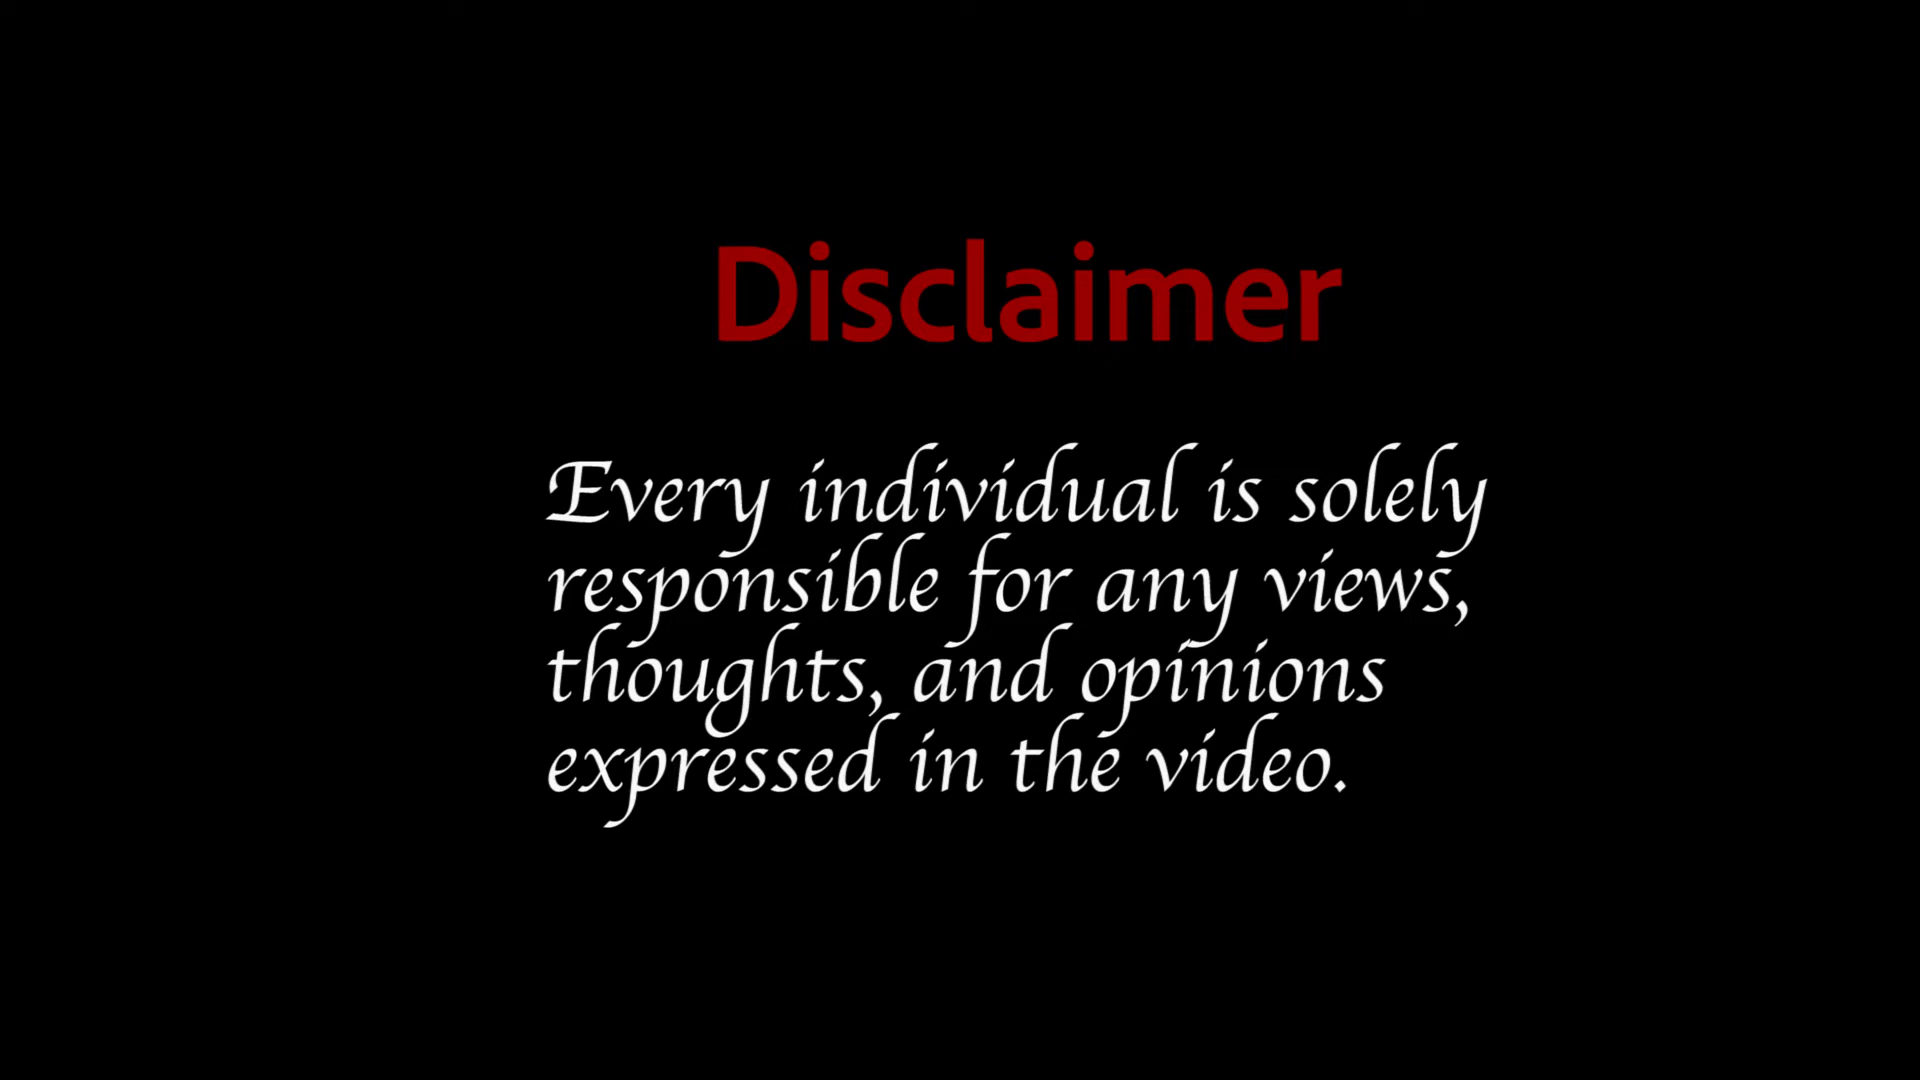 Disclaimer
Every individual is solely
responsible for any views,
thoughts, and opinions
expressed in the video.